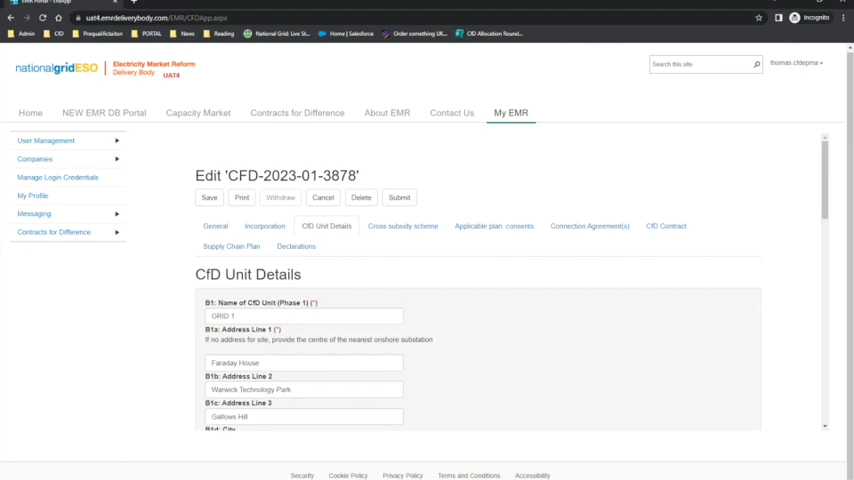 EMR Portal - EndApp
uat4.emrdeliverybody.com/EMR/CFDApp.aspx
Incognito
Admin CfD Prequalificaiton PORTAL News Reading National Grid: Live St... Home | Salesforce Order something UK... CfD Allocation Round...
nationalgridESO
Electricity Market Reform
Delivery Body UAT4
Search this site
thomas.cfdepma
Home NEW EMR DB Portal Capacity Market Contracts for Difference About EMR Contact Us My EMR
User Management
Companies
Manage Login Credentials
My Profile
Messaging
Contracts for Difference
Edit 'CFD-2023-01-3878'
Save Print Withdraw Cancel Delete Submit
General Incorporation CfD Unit Details Cross subsidy scheme Applicable plan. consents Connection Agreement(s) CfD Contract
Supply Chain Plan Declarations
CfD Unit Details
B1: Name of CfD Unit (Phase 1) (*)
GRID 1
B1a: Address Line 1 (*)
If no address for site, provide the centre of the nearest onshore substation
Faraday House
B1b: Address Line 2
Warwick Technology Park
B1c: Address Line 3
Gallows Hill
B1d: City
Security Cookie Policy Privacy Policy Terms and Conditions Accessibility